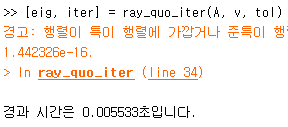 >> [eig, iter] = ray_quo_iter(A, v, tol)
경고: 행렬이 특이 행렬에 가깝거나 준특이 행
1.442326e-16.
> In ray_quo_iter (line 34)
경과 시간은 0.005533초입니다.